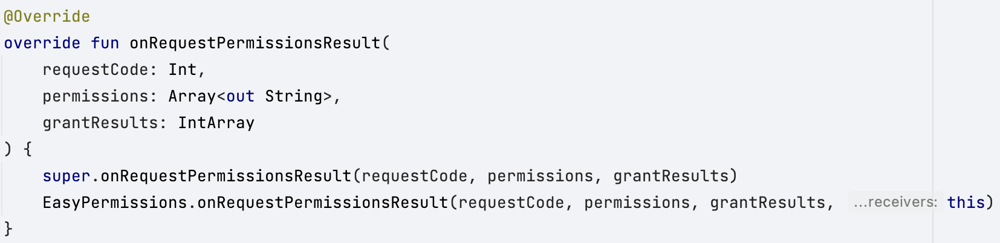 @Override
override fun onRequestPermissionsResult(
    requestCode: Int,
    permissions: Array<out String>,
    grantResults: IntArray
) {
    super.onRequestPermissionsResult(requestCode, permissions, grantResults)
    EasyPermissions.onRequestPermissionsResult(requestCode, permissions, grantResults, ...receivers: this)
}